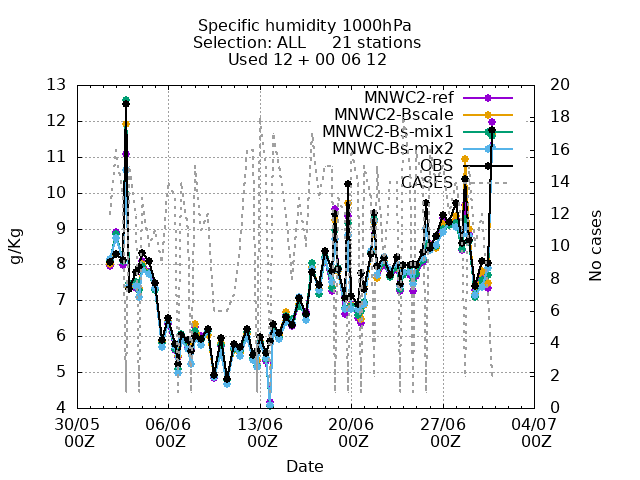 Specific humidity 1000hPa
Selection: ALL 21 stations
Used 12 + 00 06 12
MNWC2-ref
MNWC2-Bscale
MNWC2-Bs-mix1
MNWC-Bs-mix2
OBS
CASES
g/Kg
13
12
11
10
9
8
7
6
5
4
No cases
20
18
16
14
12
10
8
6
4
2
0
30/05 06/06 13/06 20/06 27/06 04/07
00Z 00Z 00Z 00Z 00Z 00Z
Date